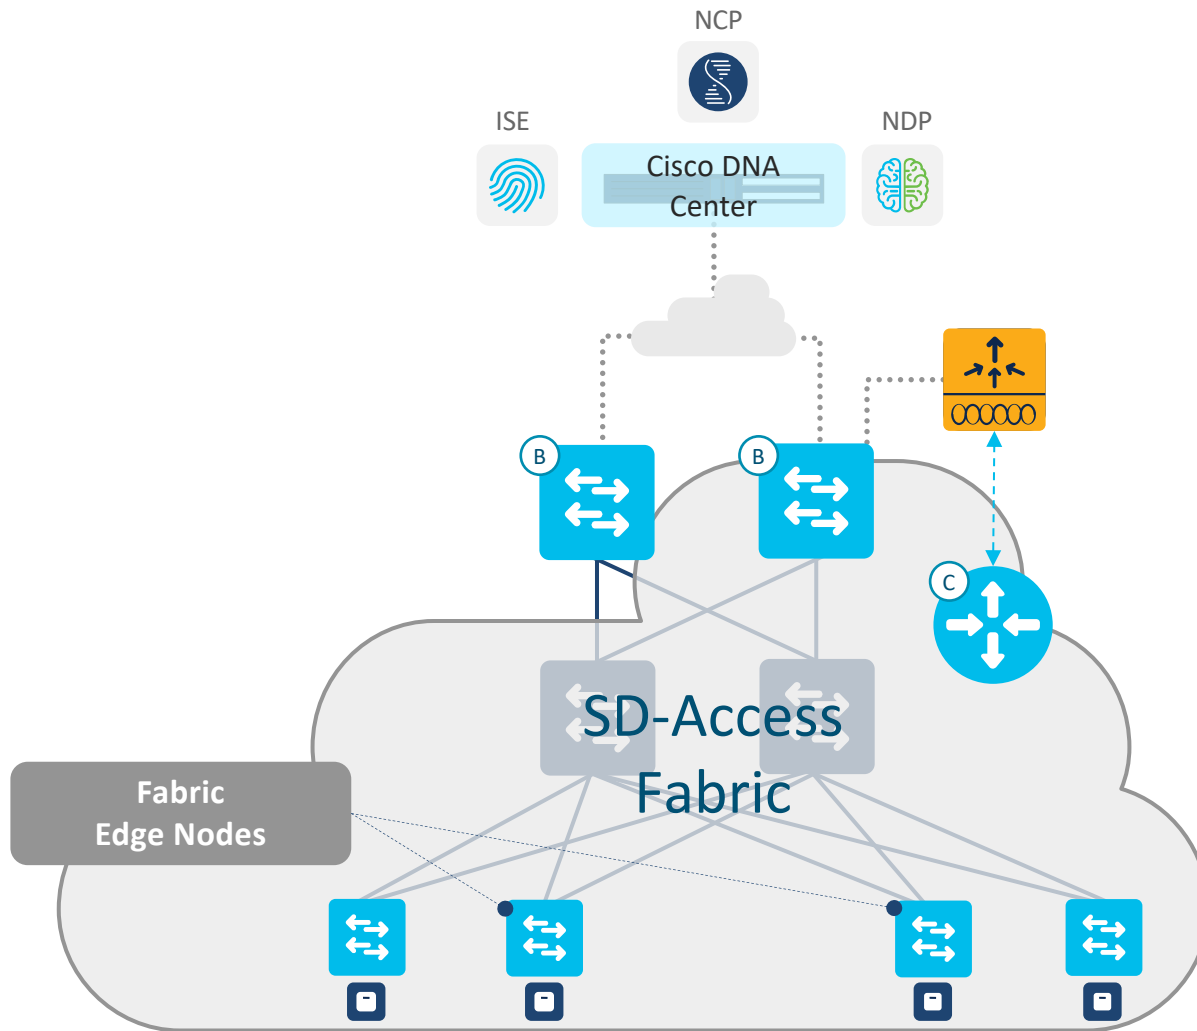 NCP
ISE
NDP
Cisco DNA
Center
B
B
C
SD-Access
Fabric
Fabric
Edge Nodes